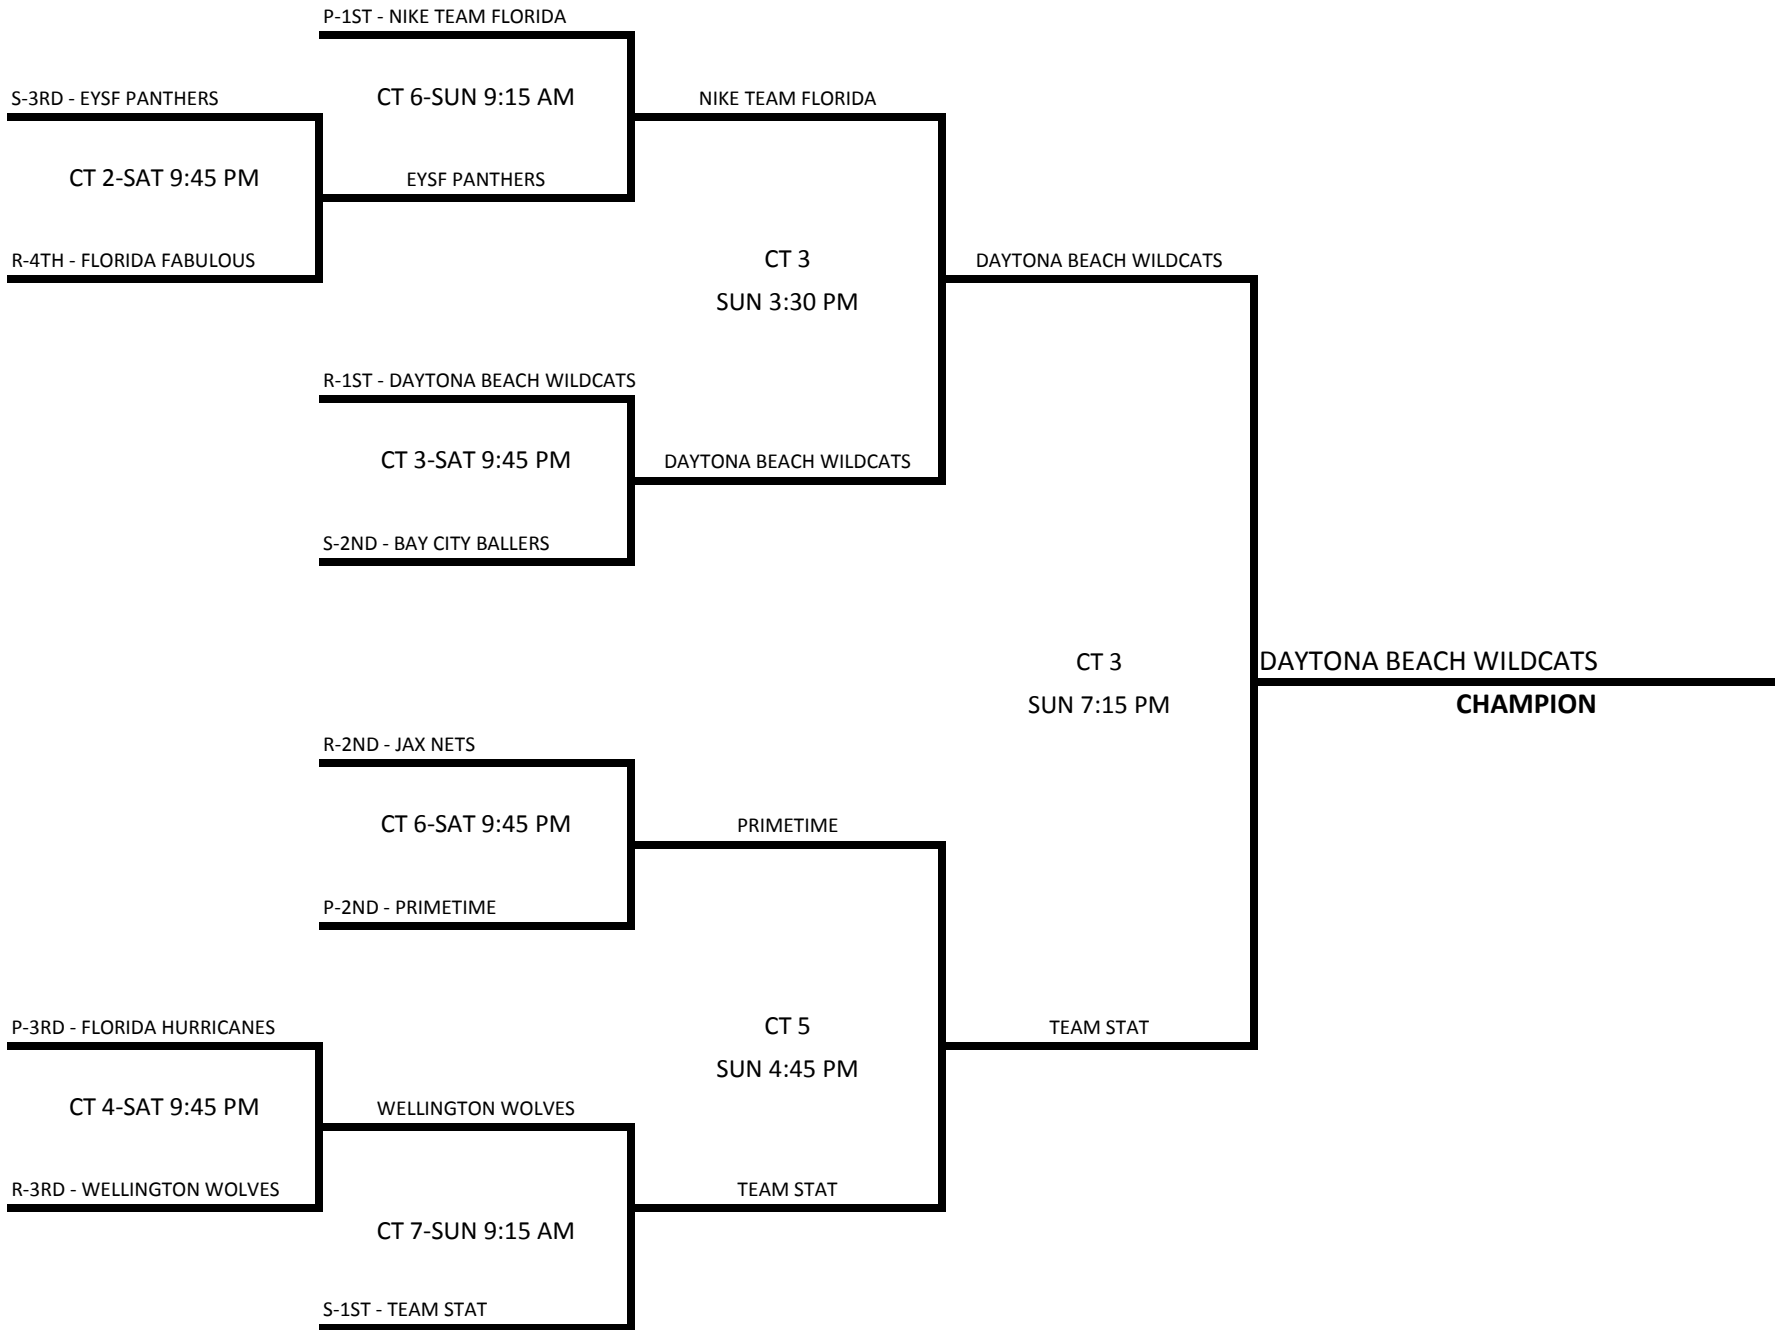 P-1ST - NIKE TEAM FLORIDA
S-3RD - EYSF PANTHERS
CT 6-SUN 9:15 AM
NIKE TEAM FLORIDA
CT 2-SAT 9:45 PM
EYSF PANTHERS
R-4TH - FLORIDA FABULOUS
CT 3
SUN 3:30 PM
DAYTONA BEACH WILDCATS
R-1ST - DAYTONA BEACH WILDCATS
CT 3-SAT 9:45 PM
DAYTONA BEACH WILDCATS
S-2ND - BAY CITY BALLERS
CT 3
SUN 7:15 PM
DAYTONA BEACH WILDCATS
CHAMPION
R-2ND - JAX NETS
CT 6-SAT 9:45 PM
PRIMETIME
P-2ND - PRIMETIME
P-3RD - FLORIDA HURRICANES
CT 5
SUN 4:45 PM
TEAM STAT
CT 4-SAT 9:45 PM
WELLINGTON WOLVES
R-3RD - WELLINGTON WOLVES
TEAM STAT
CT 7-SUN 9:15 AM
S-1ST - TEAM STAT